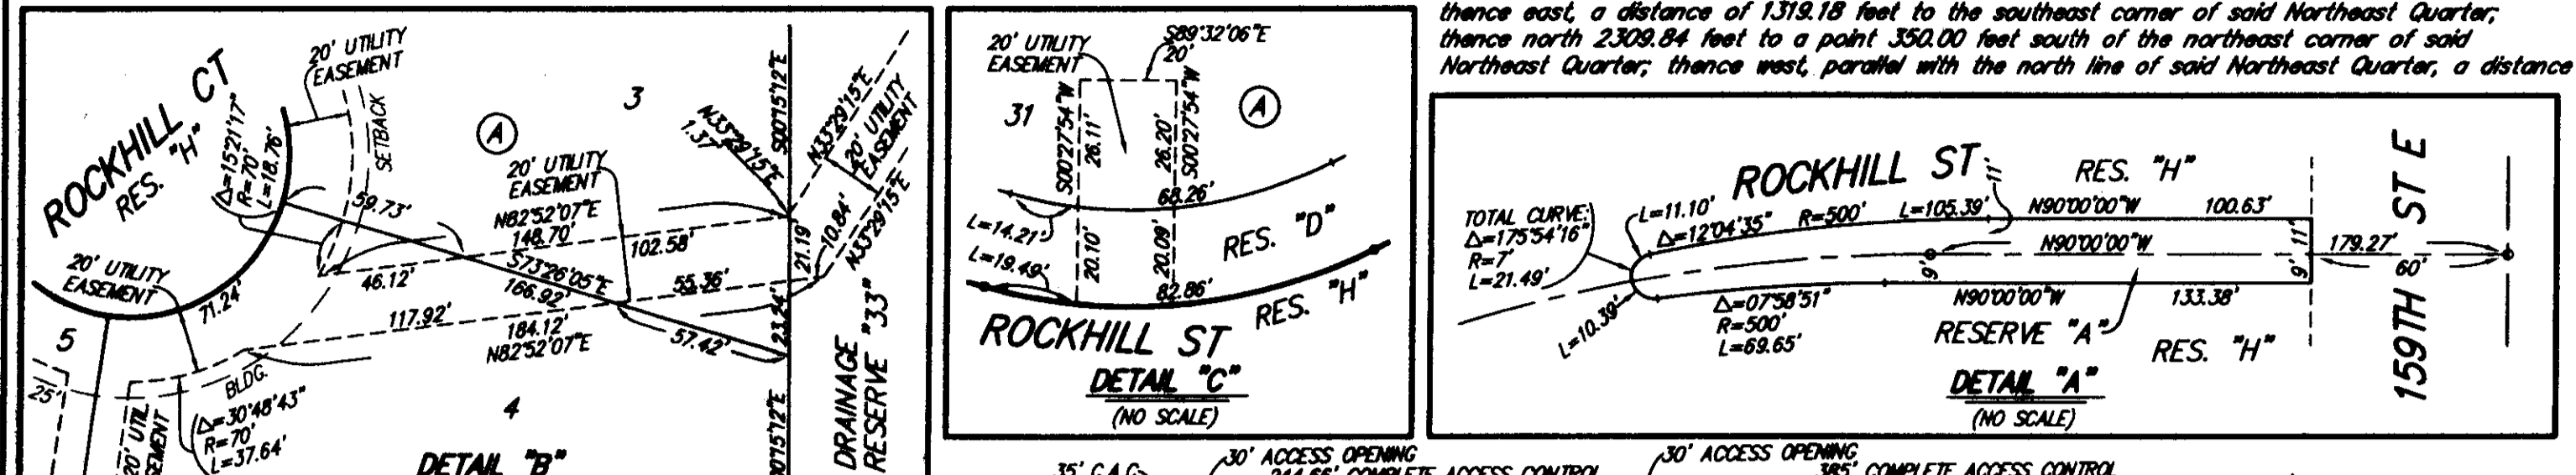 thence east, a distance of 1319.18 feet to the southeast corner of said Northeast Quarter;
thence north 2309.84 feet to a point 350.00 feet south of the northeast corner of said
Northeast Quarter; thence west, parallel with the north line of said Northeast Quarter, a distance
ROCKHILL CT
RES. "H"
20' UTILITY
EASEMENT
SETBACK
Δ=15°21'17"
R=70'
L=18.76'
A
3
N33°29'15"E
1.37'
S00°15'12"E
N33°29'15"E
20' UTILITY
EASEMENT
20' UTILITY
EASEMENT
59.73'
N82°52'07"E
148.70'
102.58'
21.19'
10.84'
N33°29'15"E
46.12'
S73°26'05"E
166.92'
55.36'
20' UTILITY
EASEMENT
71.24'
117.92'
184.12'
N82°52'07"E
57.42'
23.24'
DRAINAGE
RESERVE "33"
5
25'
BLDG.
20' UTIL
Δ=30°48'43"
R=70'
L=37.64'
4
DETAIL "B"
20' UTILITY
EASEMENT
S89°32'06"E
20'
31
A
S00°27'54"W
26.11'
26.20'
S00°27'54"W
68.26'
L=14.21'
RES. "D"
L=19.49'
20.10'
20.09'
82.86'
RES. "H"
ROCKHILL ST
DETAIL "C"
(NO SCALE)
ROCKHILL ST
11'
RES. "H"
159TH ST E
TOTAL CURVE:
Δ=175°54'16"
R=7'
L=21.49'
L=11.10'
Δ=12°04'35"
R=500'
L=105.39'
N90°00'00"W
100.63'
N90°00'00"W
11'
9'
9'
179.27'
60'
L=10.39'
Δ=07°58'51"
R=500'
L=69.65'
N90°00'00"W
133.38'
RESERVE "A"
RES. "H"
DETAIL "A"
(NO SCALE)
30' ACCESS OPENING
30' ACCESS OPENING